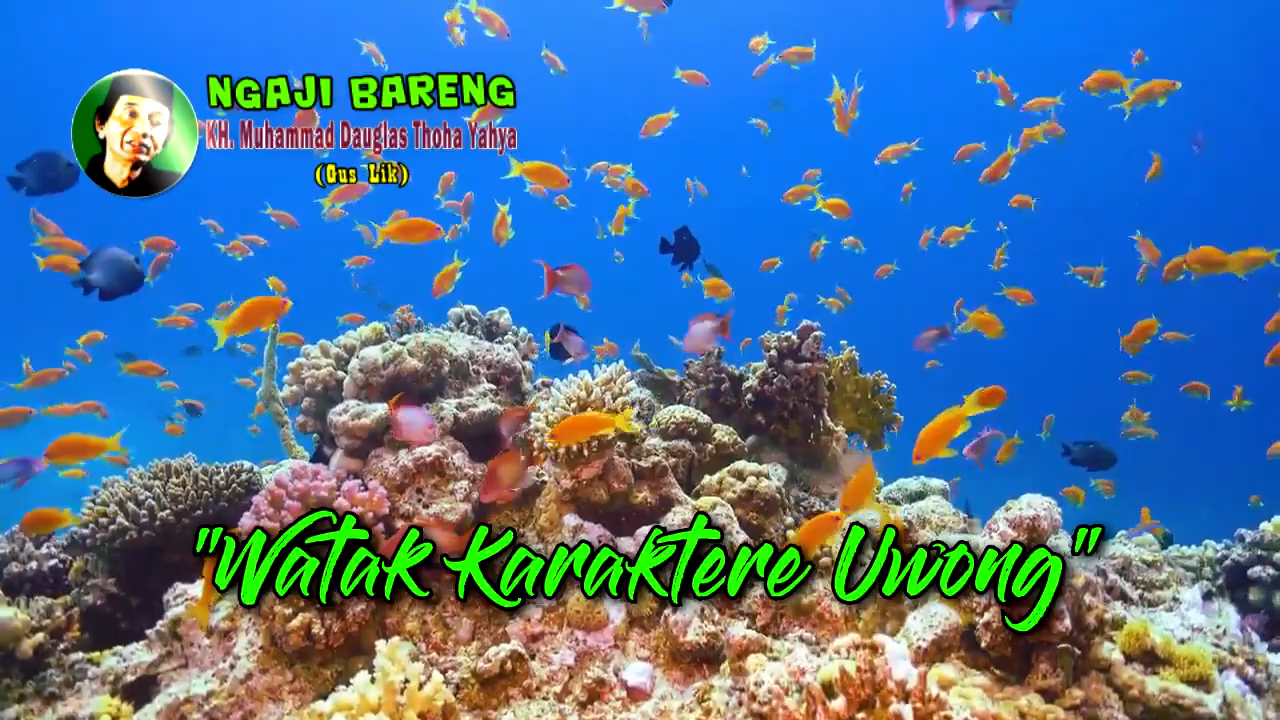 NGAJI BARENG
KH. Muhammad Dauglas Thoha Yahya
(Gus Lik)
"Watak Karaktere Uwong"